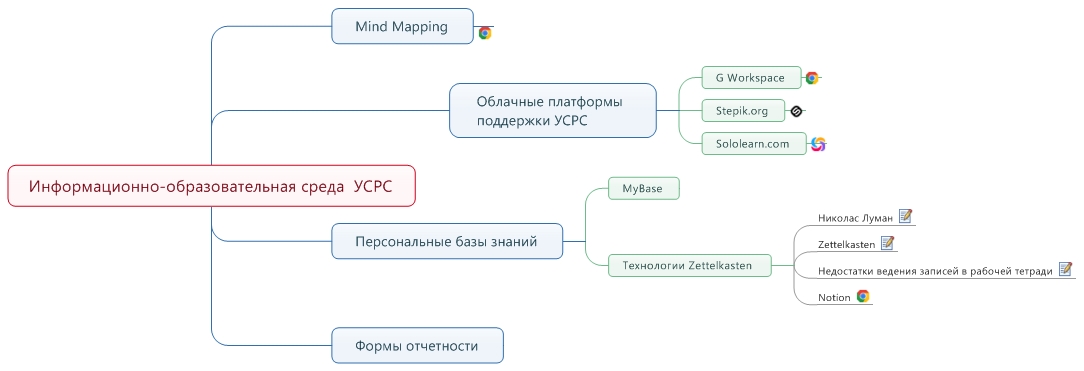 Mind Mapping
Облачные платформы
поддержки УСРС
G Workspace
Stepik.org
Sololearn.com
Информационно-образовательная среда УСРС
Персональные базы знаний
MyBase
Технологии Zettelkasten
Николас Луман
Zettelkasten
Недостатки ведения записей в рабочей тетради
Notion
Формы отчетности